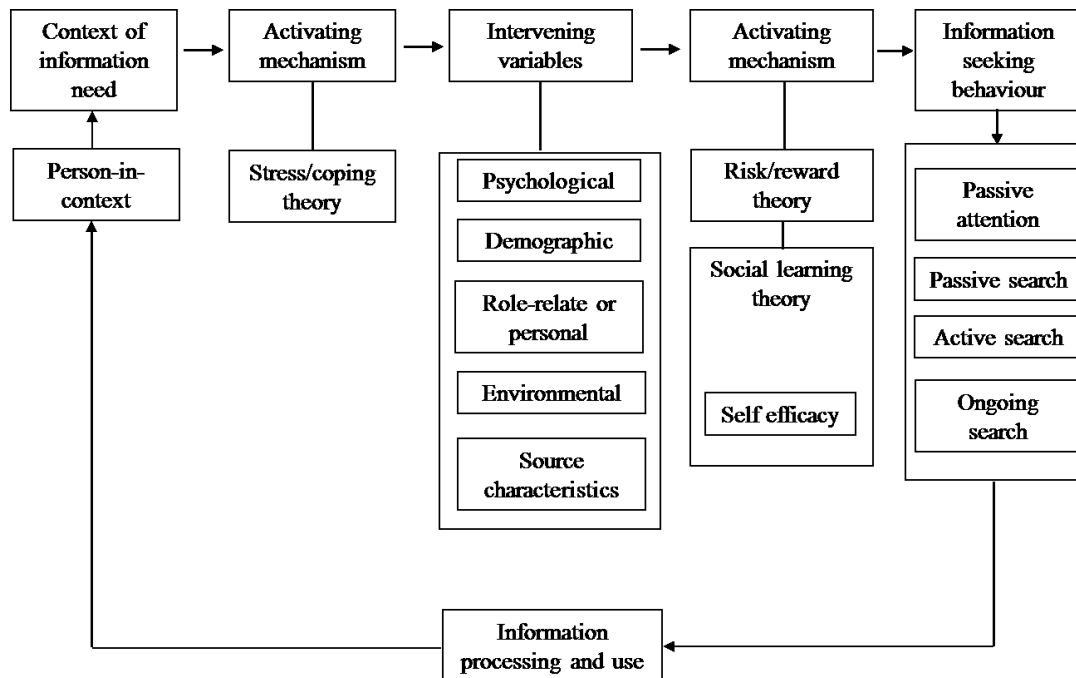 Context of
information
need
Activating
mechanism
Intervening
variables
Activating
mechanism
Information
seeking
behaviour
Person-in-
context
Stress/coping
theory
Psychological
Demographic
Role-relate or
personal
Environmental
Source
characteristics
Risk/reward
theory
Social learning
theory
Self efficacy
Passive
attention
Passive search
Active search
Ongoing
search
Information
processing and use